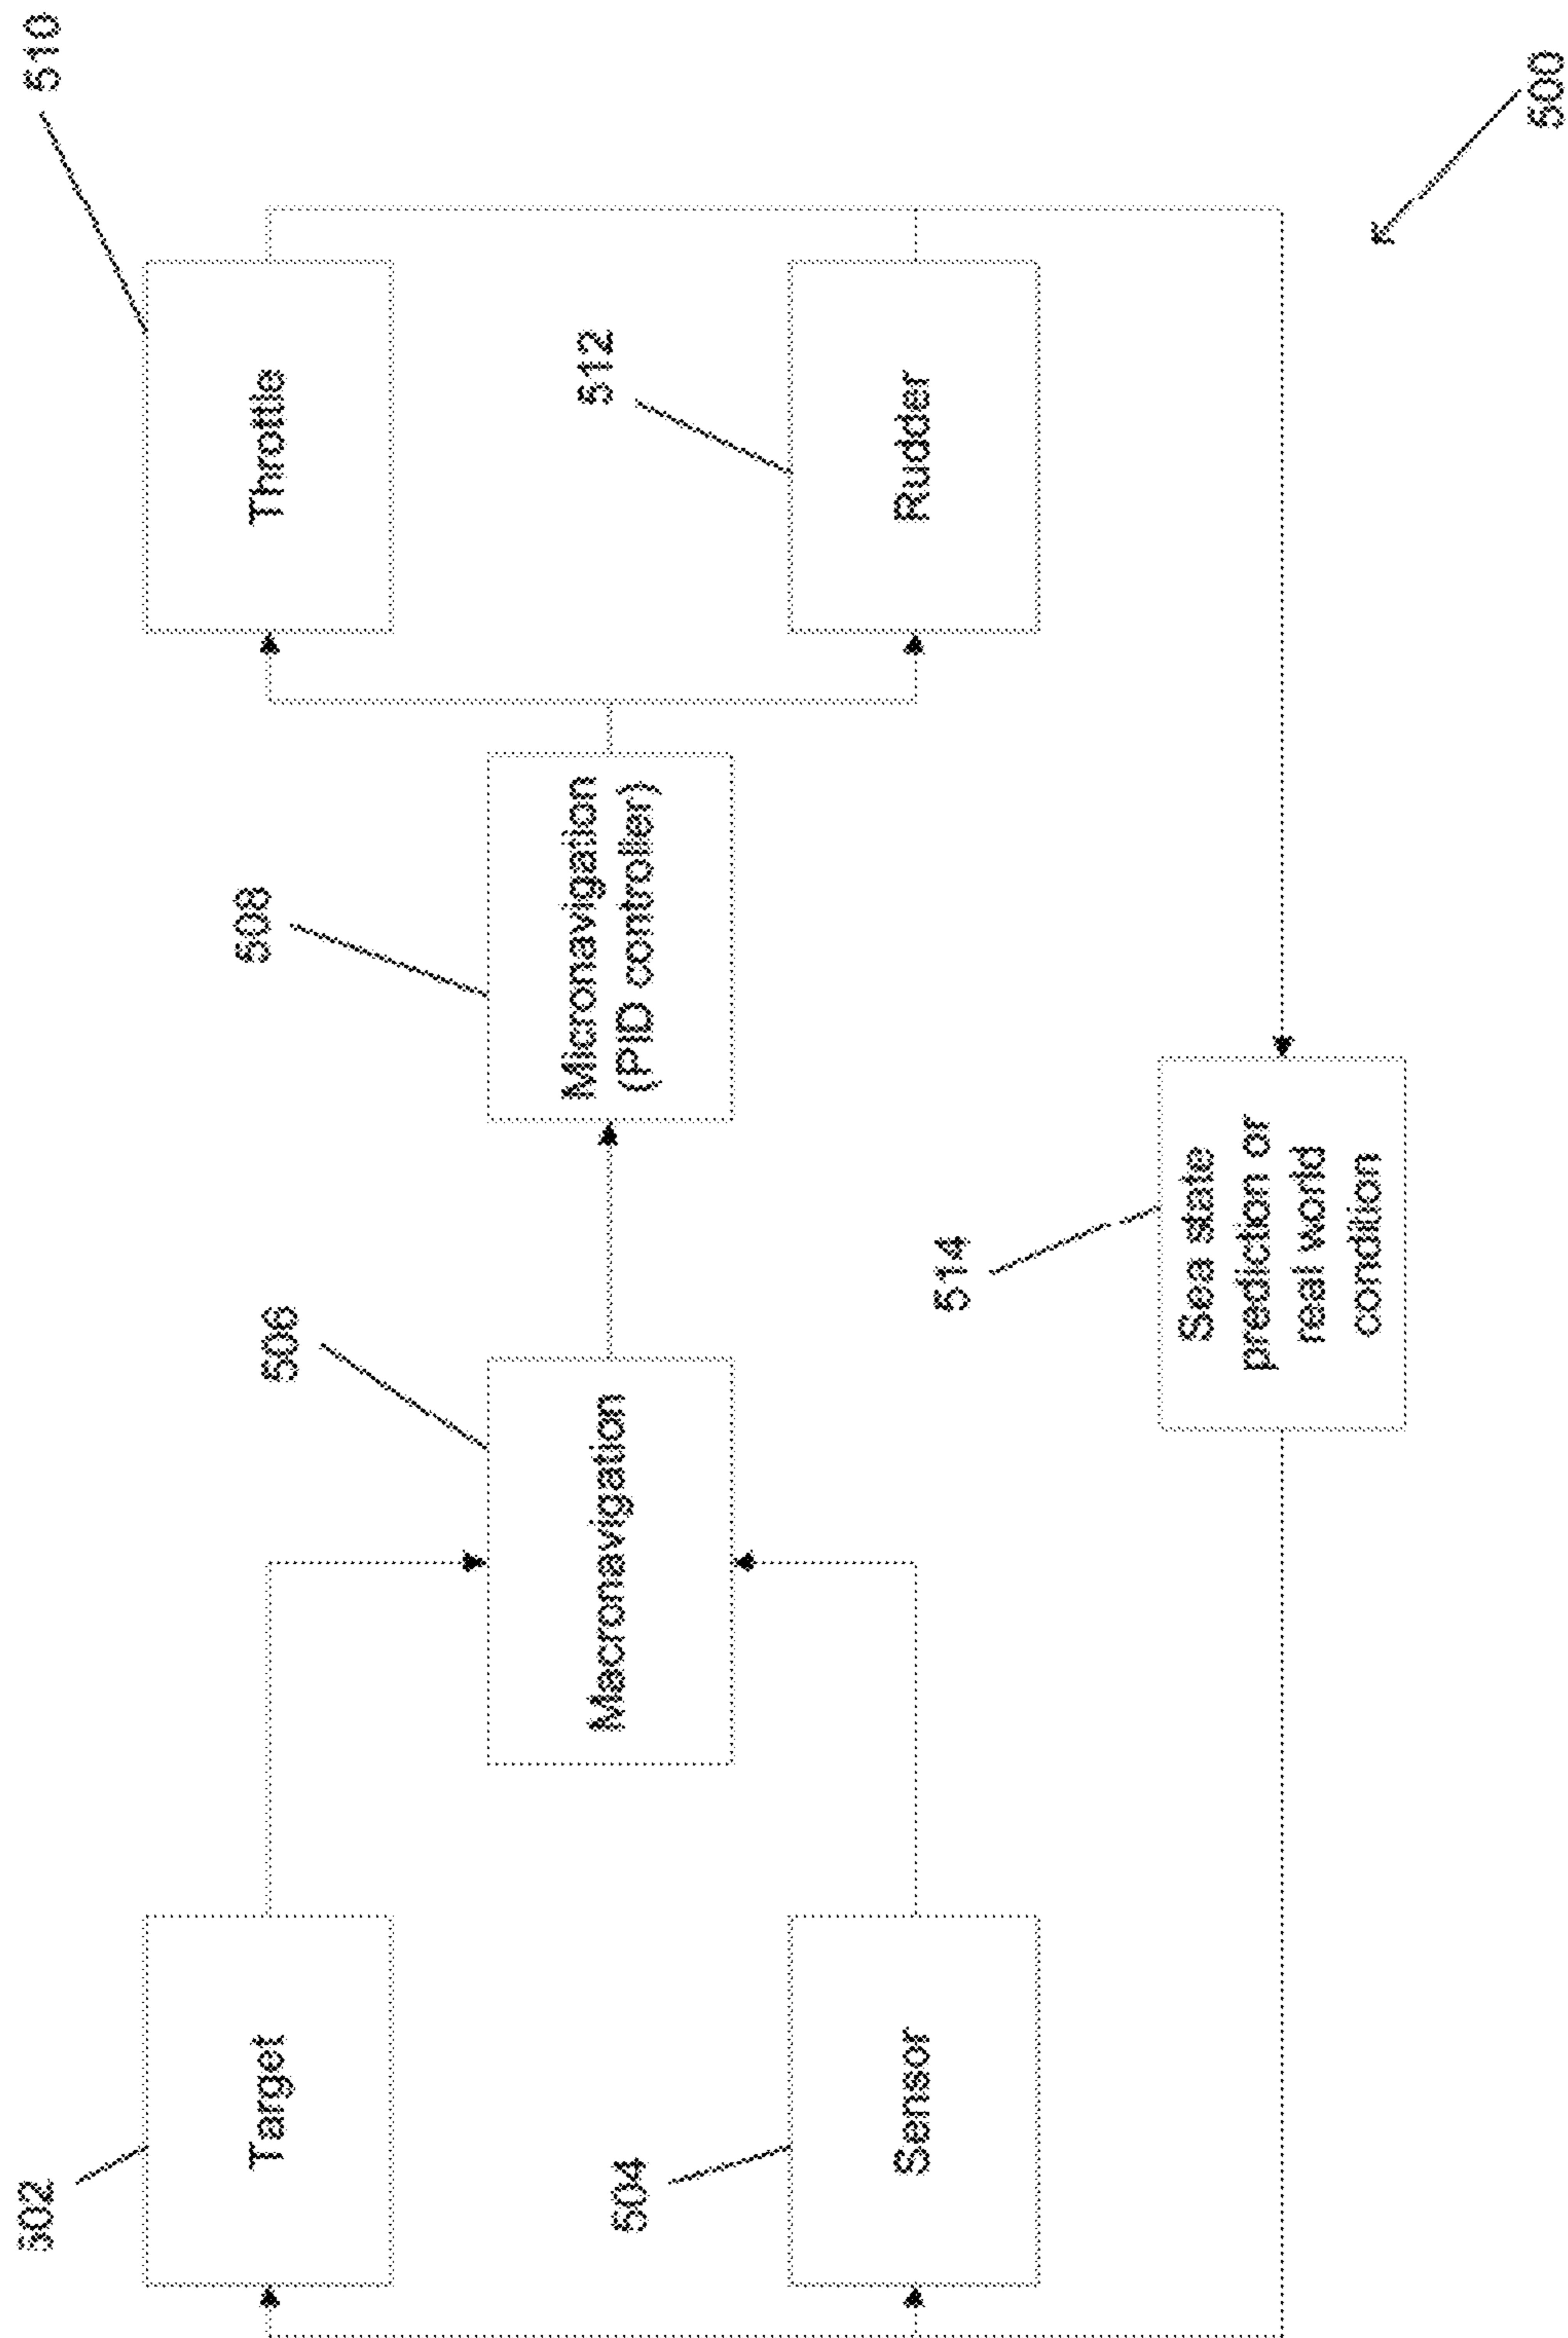 502
Target
504
Sensor
506
Macronavigation
508
Micronavigation
(PID controller)
510
Throttle
512
Rudder
514
Sea state
prediction or
real world
condition
500